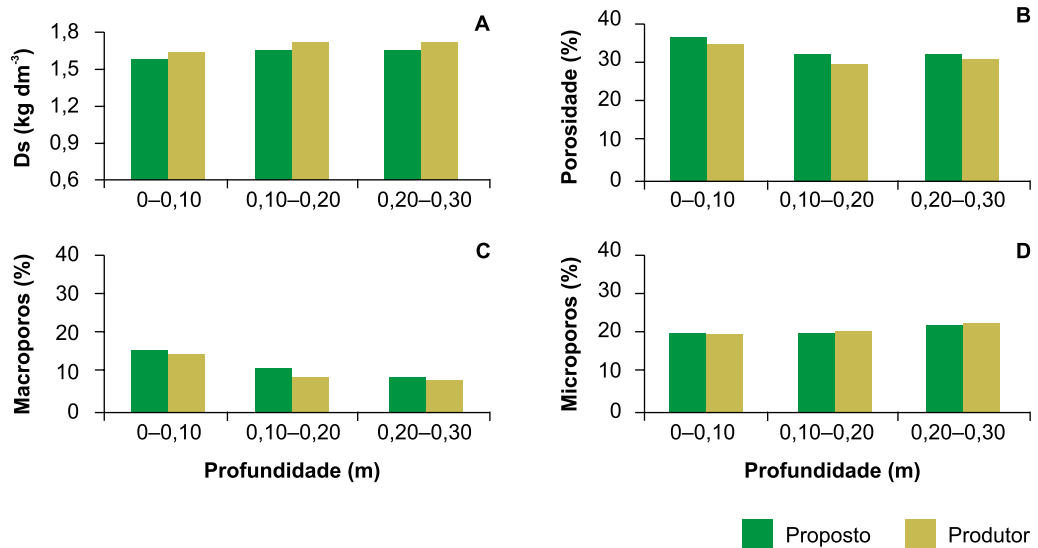 A
Ds (kg dm-3)
1,8
1,5
1,2
0,9
0,6
0–0,10 0,10–0,20 0,20–0,30
B
Porosidade (%)
40
30
20
10
30
40
0
0–0,10 0,10–0,20 0,20–0,30
C
Macroporos (%)
40
30
20
10
0
0–0,10 0,10–0,20 0,20–0,30
Profundidade (m)
D
Microporos (%)
40
30
20
10
0
0–0,10 0,10–0,20 0,20–0,30
Profundidade (m)
Proposto Produtor